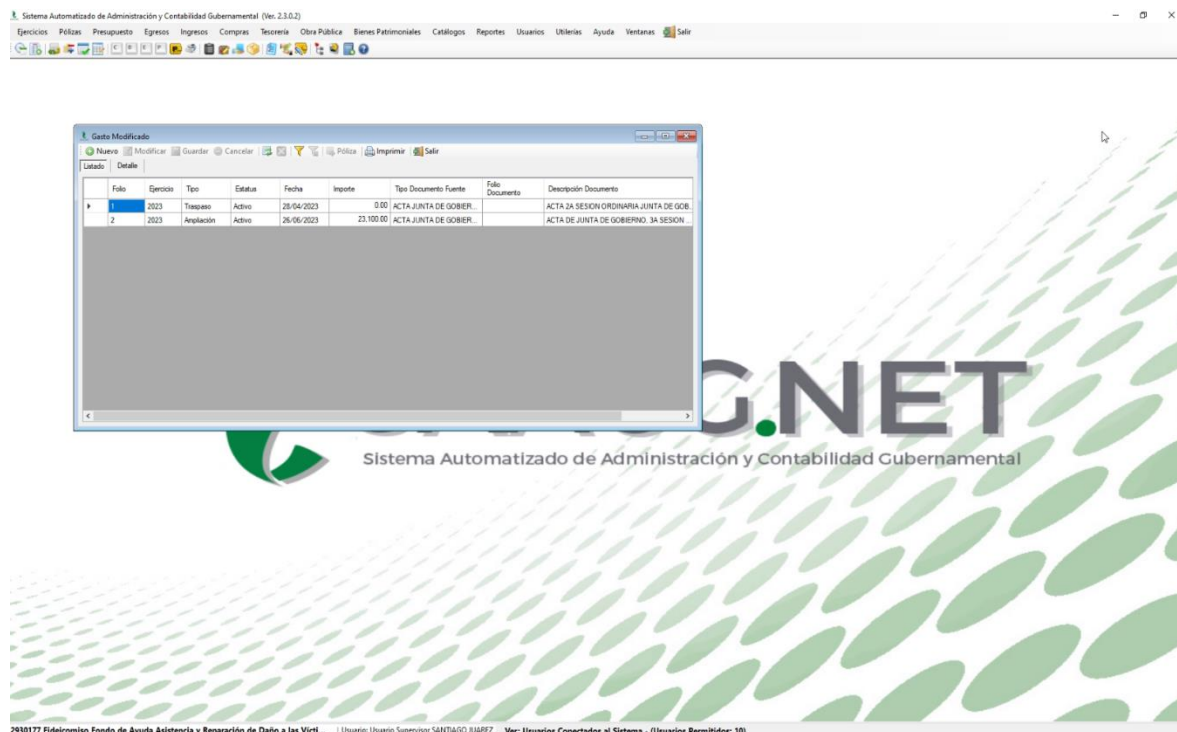 Sistema Automatizado de Administración y Contabilidad Gubernamental (Ver. 2.3.0.2)
Ejercicios Pólizas Presupuesto Egresos Ingresos Compras Tesorería Obra Pública Bienes Patrimoniales Catálogos Reportes Usuarios Utilerías Ayuda Ventanas Salir
Gasto Modificado
Nuevo Modificar Guardar Cancelar Póliza Imprimir Salir
Listado Detalle
Folio Ejercicio Tipo Estatus Fecha Importe Tipo Documento Fuente Folio Documento Descripción Documento
1 2023 Traspaso Activo 28/04/2023 0.00 ACTA JUNTA DE GOBIER... ACTA 2A SESION ORDINARIA JUNTA DE GOB...
2 2023 Ampliación Activo 26/06/2023 23,100.00 ACTA JUNTA DE GOBIER... ACTA DE JUNTA DE GOBIERNO, 3A SESION ...
G.NET
Sistema Automatizado de Administración y Contabilidad Gubernamental
2930177 Fideicomiso Fondo de Ayuda Asistencia y Reparación de Daño a las Vícti... Usuario: Usuario Supervisor SANTIAGO JUAREZ Ver: Usuarios Conectados al Sistema - (Usuarios Permitidos: 10)